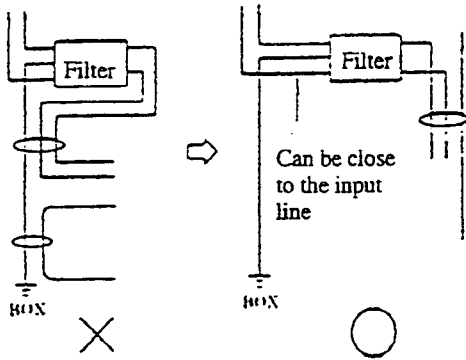 Filter
Filter
Can be close
to the input
line
BOX
BOX